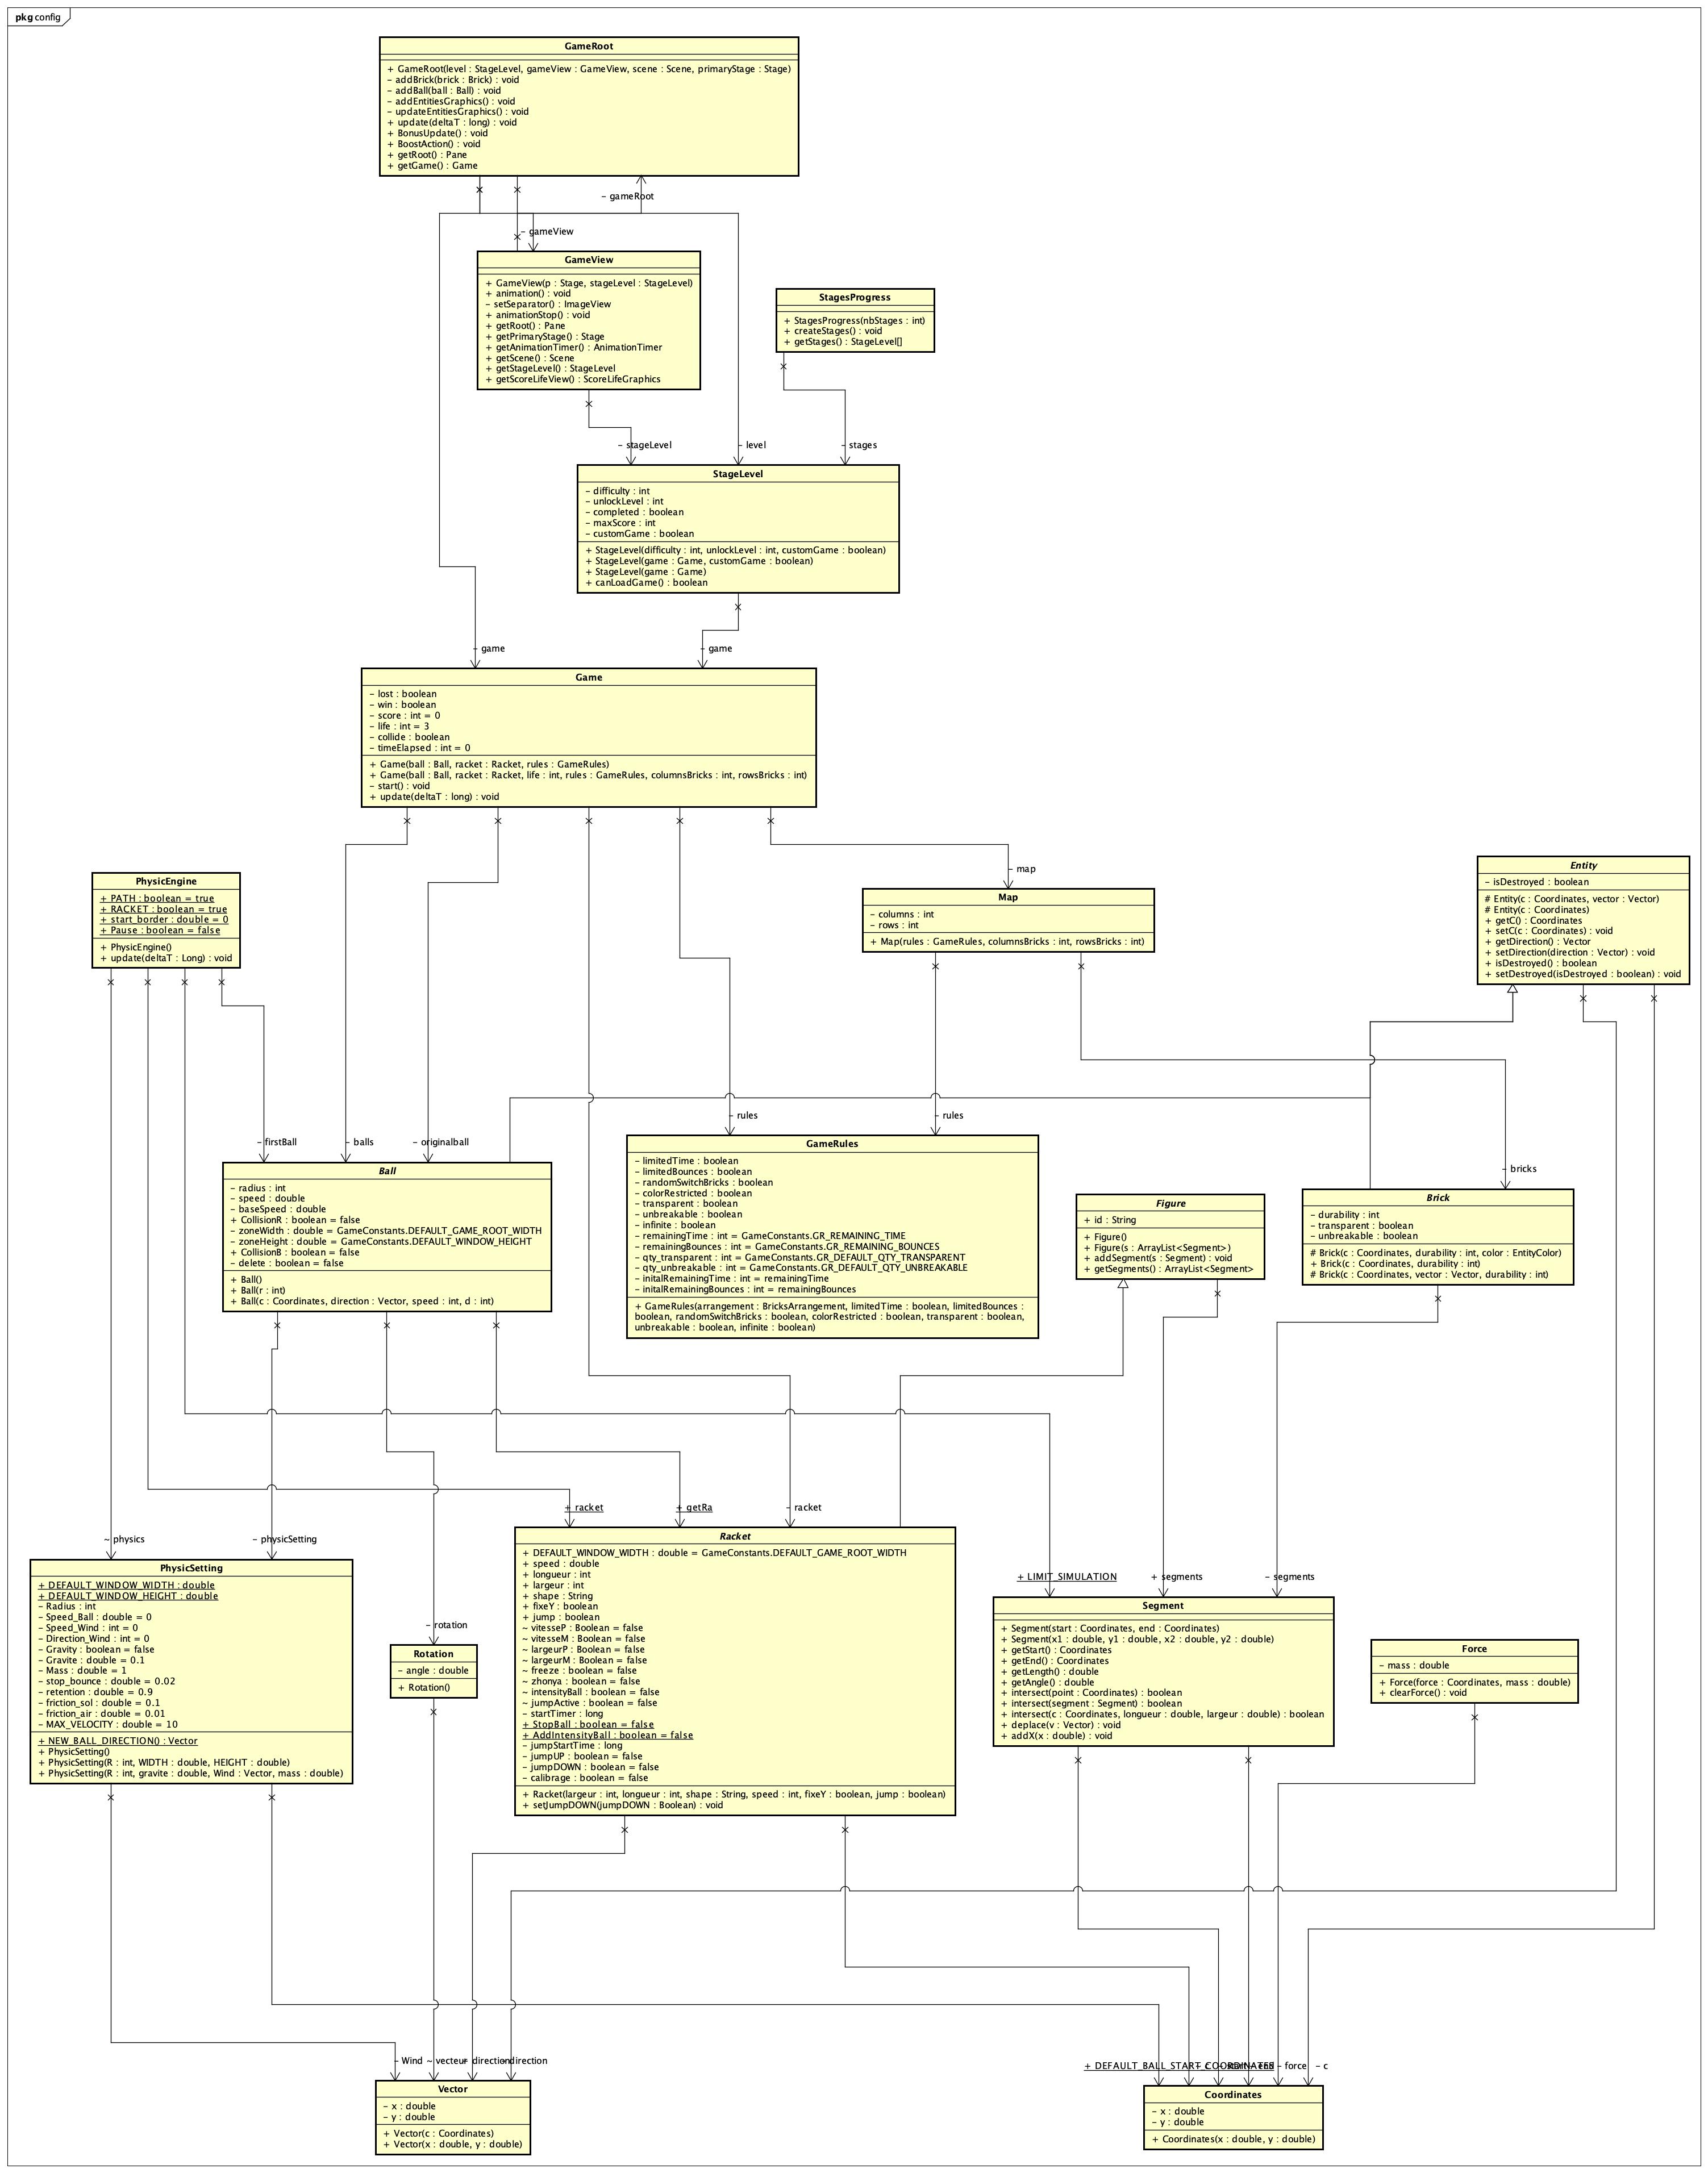 pkg config
GameRoot
+ GameRoot(level : StageLevel, gameView : GameView, scene : Scene, primaryStage : Stage)
– addBrick(brick : Brick) : void
– addBall(ball : Ball) : void
– addEntitiesGraphics() : void
– updateEntitiesGraphics() : void
+ update(deltaT : long) : void
+ BonusUpdate() : void
+ BoostAction() : void
+ getRoot() : Pane
+ getGame() : Game
– gameRoot
– gameView
GameView
+ GameView(p : Stage, stageLevel : StageLevel)
+ animation() : void
– setSeparator() : ImageView
+ animationStop() : void
+ getRoot() : Pane
+ getPrimaryStage() : Stage
+ getAnimationTimer() : AnimationTimer
+ getScene() : Scene
+ getStageLevel() : StageLevel
+ getScoreLifeView() : ScoreLifeGraphics
StagesProgress
+ StagesProgress(nbStages : int)
+ createStages() : void
+ getStages() : StageLevel[]
– stageLevel
– level
– stages
StageLevel
– difficulty : int
– unlockLevel : int
– completed : boolean
– maxScore : int
– customGame : boolean
+ StageLevel(difficulty : int, unlockLevel : int, customGame : boolean)
+ StageLevel(game : Game, customGame : boolean)
+ StageLevel(game : Game)
+ canLoadGame() : boolean
– game
– game
Game
– lost : boolean
– win : boolean
– score : int = 0
– life : int = 3
– collide : boolean
– timeElapsed : int = 0
+ Game(ball : Ball, racket : Racket, rules : GameRules)
+ Game(ball : Ball, racket : Racket, life : int, rules : GameRules, columnsBricks : int, rowsBricks : int)
– start() : void
+ update(deltaT : long) : void
PhysicEngine
+ PATH : boolean = true
+ RACKET : boolean = true
+ start_border : double = 0
+ Pause : boolean = false
+ PhysicEngine()
+ update(deltaT : Long) : void
– map
Map
– columns : int
– rows : int
+ Map(rules : GameRules, columnsBricks : int, rowsBricks : int)
Entity
– isDestroyed : boolean
# Entity(c : Coordinates, vector : Vector)
# Entity(c : Coordinates)
+ getC() : Coordinates
+ setC(c : Coordinates) : void
+ getDirection() : Vector
+ setDirection(direction : Vector) : void
+ isDestroyed() : boolean
+ setDestroyed(isDestroyed : boolean) : void
– firstBall
– balls
– originalball
– rules
– rules
– bricks
Ball
– radius : int
– speed : double
– baseSpeed : double
+ CollisionR : boolean = false
– zoneWidth : double = GameConstants.DEFAULT_GAME_ROOT_WIDTH
– zoneHeight : double = GameConstants.DEFAULT_WINDOW_HEIGHT
+ CollisionB : boolean = false
– delete : boolean = false
+ Ball()
+ Ball(r : int)
+ Ball(c : Coordinates, direction : Vector, speed : int, d : int)
GameRules
– limitedTime : boolean
– limitedBounces : boolean
– randomSwitchBricks : boolean
– colorRestricted : boolean
– transparent : boolean
– unbreakable : boolean
– infinite : boolean
– remainingTime : int = GameConstants.GR_REMAINING_TIME
– remainingBounces : int = GameConstants.GR_REMAINING_BOUNCES
– qty_transparent : int = GameConstants.GR_DEFAULT_QTY_TRANSPARENT
– qty_unbreakable : int = GameConstants.GR_DEFAULT_QTY_UNBREAKABLE
– initalRemainingTime : int = remainingTime
– initalRemainingBounces : int = remainingBounces
+ GameRules(arrangement : BricksArrangement, limitedTime : boolean, limitedBounces :
boolean, randomSwitchBricks : boolean, colorRestricted : boolean, transparent : boolean,
unbreakable : boolean, infinite : boolean)
Figure
+ id : String
+ Figure()
+ Figure(s : ArrayList<Segment>)
+ addSegment(s : Segment) : void
+ getSegments() : ArrayList<Segment>
Brick
– durability : int
– transparent : boolean
– unbreakable : boolean
# Brick(c : Coordinates, durability : int, color : EntityColor)
+ Brick(c : Coordinates, durability : int)
# Brick(c : Coordinates, vector : Vector, durability : int)
~ physics
– physicSetting
+ racket
+ getRa
– racket
PhysicSetting
+ DEFAULT_WINDOW_WIDTH : double
+ DEFAULT_WINDOW_HEIGHT : double
– Radius : int
– Speed_Ball : double = 0
– Speed_Wind : int = 0
– Direction_Wind : int = 0
– Gravity : boolean = false
– Gravite : double = 0.1
– Mass : double = 1
– stop_bounce : double = 0.02
– retention : double = 0.9
– friction_sol : double = 0.1
– friction_air : double = 0.01
– MAX_VELOCITY : double = 10
+ NEW_BALL_DIRECTION() : Vector
+ PhysicSetting()
+ PhysicSetting(R : int, WIDTH : double, HEIGHT : double)
+ PhysicSetting(R : int, gravite : double, Wind : Vector, mass : double)
– rotation
Rotation
– angle : double
+ Rotation()
Racket
+ DEFAULT_WINDOW_WIDTH : double = GameConstants.DEFAULT_GAME_ROOT_WIDTH
+ speed : double
+ longueur : int
+ largeur : int
+ shape : String
+ fixeY : boolean
+ jump : boolean
~ vitesseP : Boolean = false
~ vitesseM : Boolean = false
~ largeurP : Boolean = false
~ largeurM : Boolean = false
~ freeze : boolean = false
~ zhonya : boolean = false
~ intensityBall : boolean = false
~ jumpActive : boolean = false
– startTimer : long
+ StopBall : boolean = false
+ AddIntensityBall : boolean = false
– jumpStartTime : long
– jumpUP : boolean = false
– jumpDOWN : boolean = false
– calibrage : boolean = false
+ Racket(largeur : int, longueur : int, shape : String, speed : int, fixeY : boolean, jump : boolean)
+ setJumpDOWN(jumpDOWN : Boolean) : void
+ LIMIT_SIMULATION
+ segments
– segments
Segment
+ Segment(start : Coordinates, end : Coordinates)
+ Segment(x1 : double, y1 : double, x2 : double, y2 : double)
+ getStart() : Coordinates
+ getEnd() : Coordinates
+ getLength() : double
+ getAngle() : double
+ intersect(point : Coordinates) : boolean
+ intersect(segment : Segment) : boolean
+ intersect(c : Coordinates, longueur : double, largeur : double) : boolean
+ deplace(v : Vector) : void
+ addX(x : double) : void
Force
– mass : double
+ Force(force : Coordinates, mass : double)
+ clearForce() : void
– Wind
~ vecteur
direction
direction
+ DEFAULT_BALL_START_COORDINATES
– force
– c
Vector
– x : double
– y : double
+ Vector(c : Coordinates)
+ Vector(x : double, y : double)
Coordinates
– x : double
– y : double
+ Coordinates(x : double, y : double)